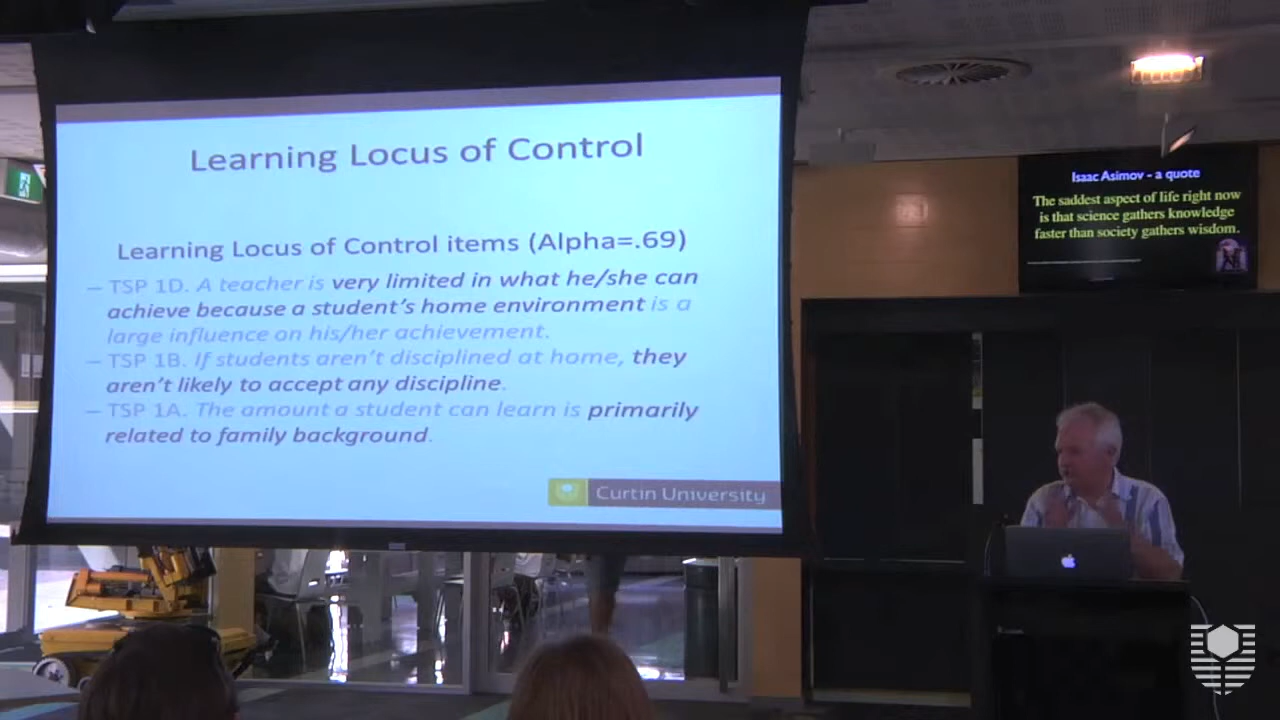 Learning Locus of Control
Learning Locus of Control items (Alpha=.69)
– TSP 1D. A teacher is very limited in what he/she can
achieve because a student's home environment is a
large influence on his/her achievement.
– TSP 1B. If students aren't disciplined at home, they
aren't likely to accept any discipline.
– TSP 1A. The amount a student can learn is primarily
related to family background.
Curtin University
Isaac Asimov - a quote
The saddest aspect of life right now
is that science gathers knowledge
faster than society gathers wisdom.